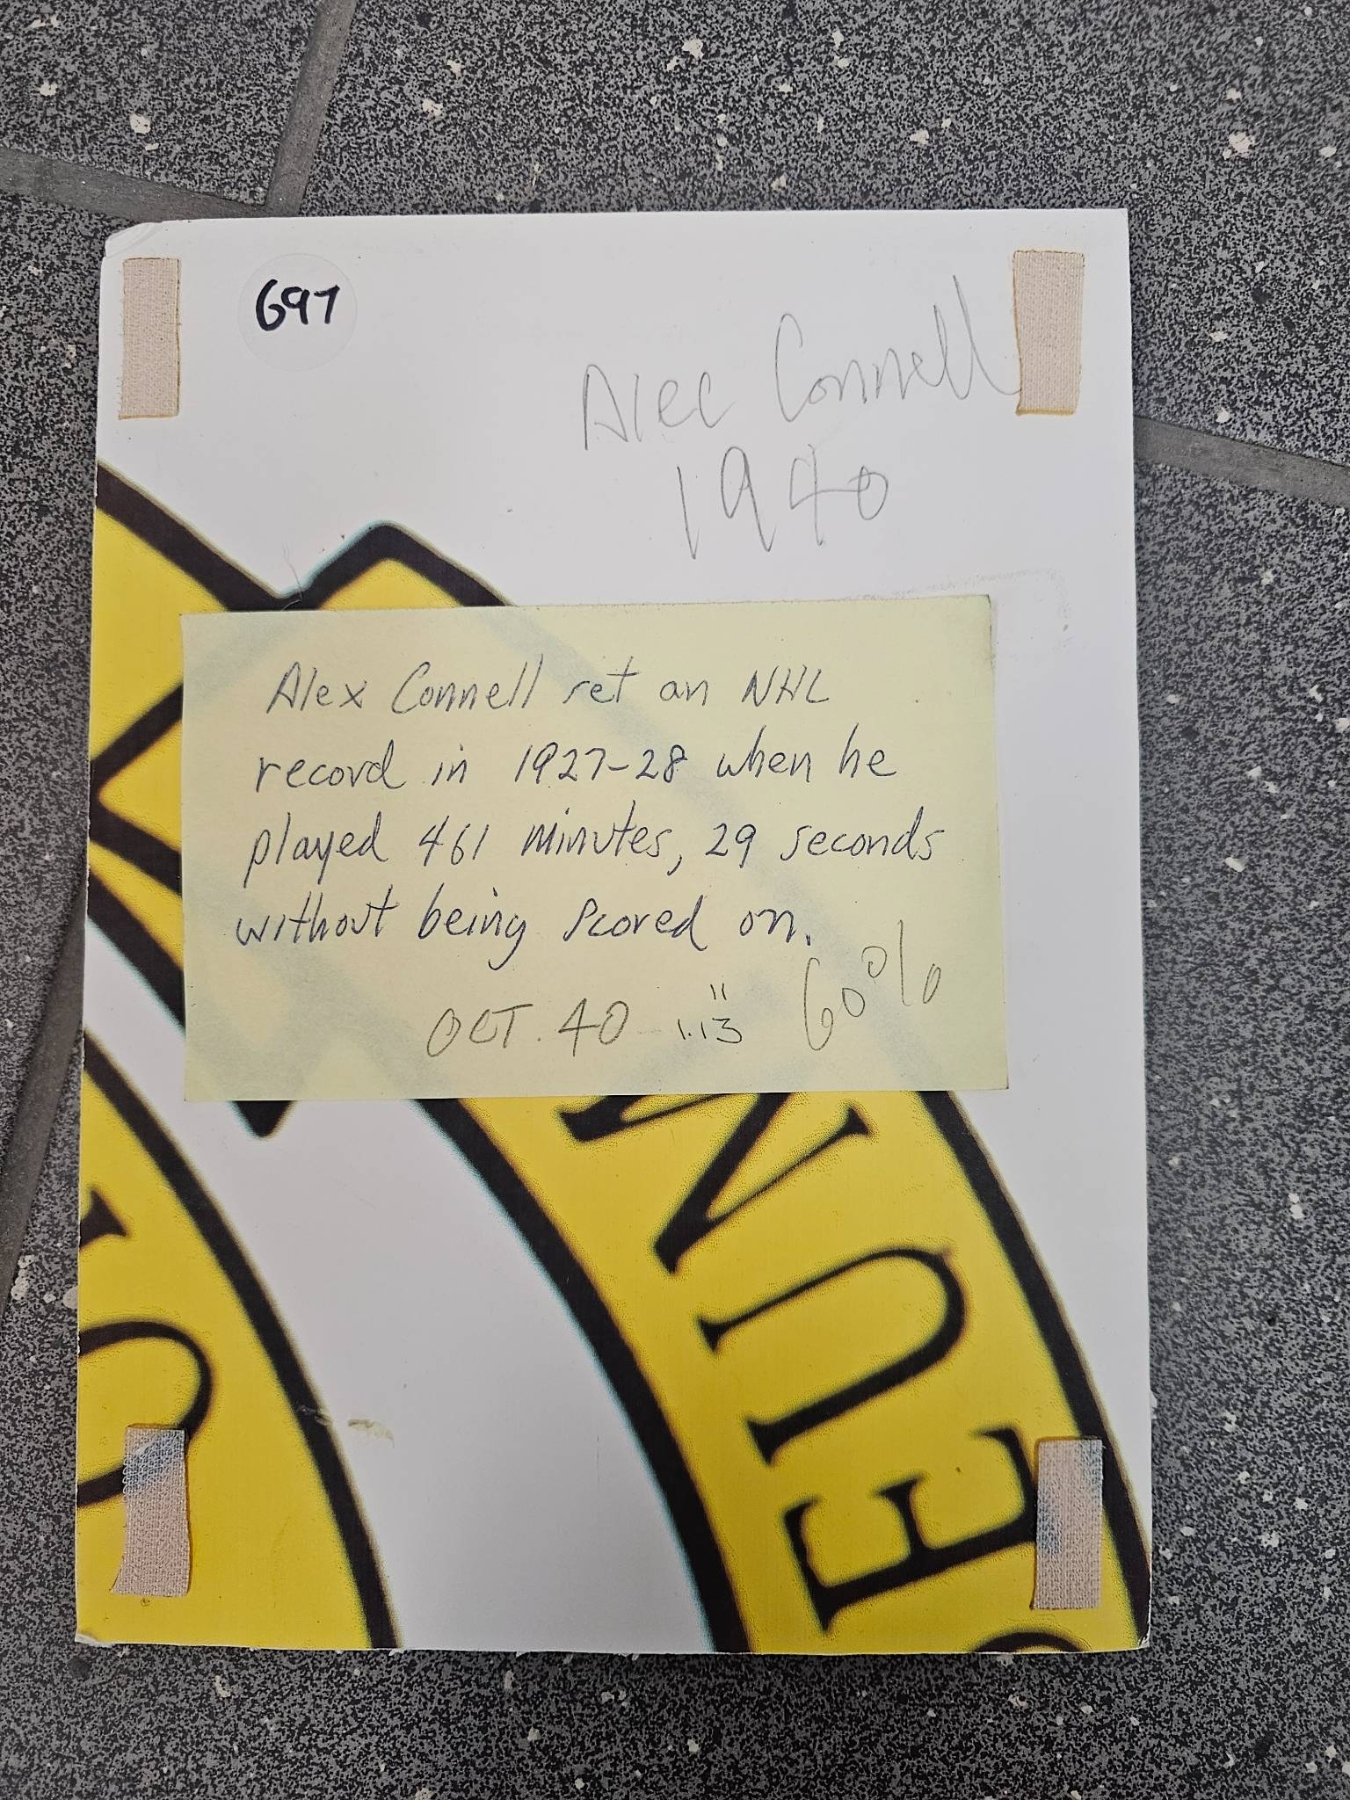 697
Alec Connell
1940
Alex Connell set an NHL
record in 1927-28 when he
played 461 minutes, 29 seconds
without being scored on.
OCT. 40 1.13 60%
N
U
E